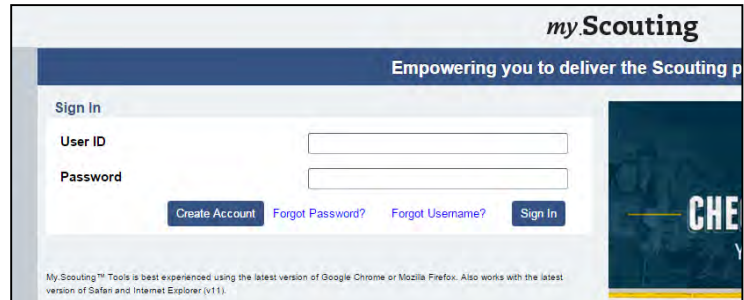 my.Scouting
Empowering you to deliver the Scouting p
Sign In
User ID
Password
Create Account Forgot Password? Forgot Username? Sign In
CHE
Y
My.Scouting™ Tools is best experienced using the latest version of Google Chrome or Mozilla Firefox. Also works with the latest
version of Safari and Internet Explorer (v11).